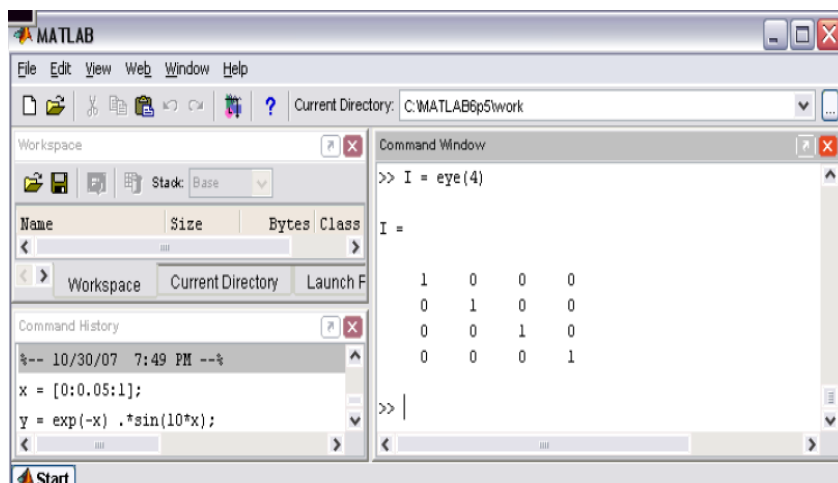 MATLAB
File Edit View Web Window Help
Current Directory: C:\MATLAB6p5\work ...
Workspace
Stack: Base
Name Size Bytes Class
Workspace Current Directory Launch F
Command History
%-- 10/30/07 7:49 PM --%
x = [0:0.05:1];
y = exp(-x) .*sin(10*x);
Command Window
>> I = eye(4)
I =
1 0 0 0
0 1 0 0
0 0 1 0
0 0 0 1
>>
Start